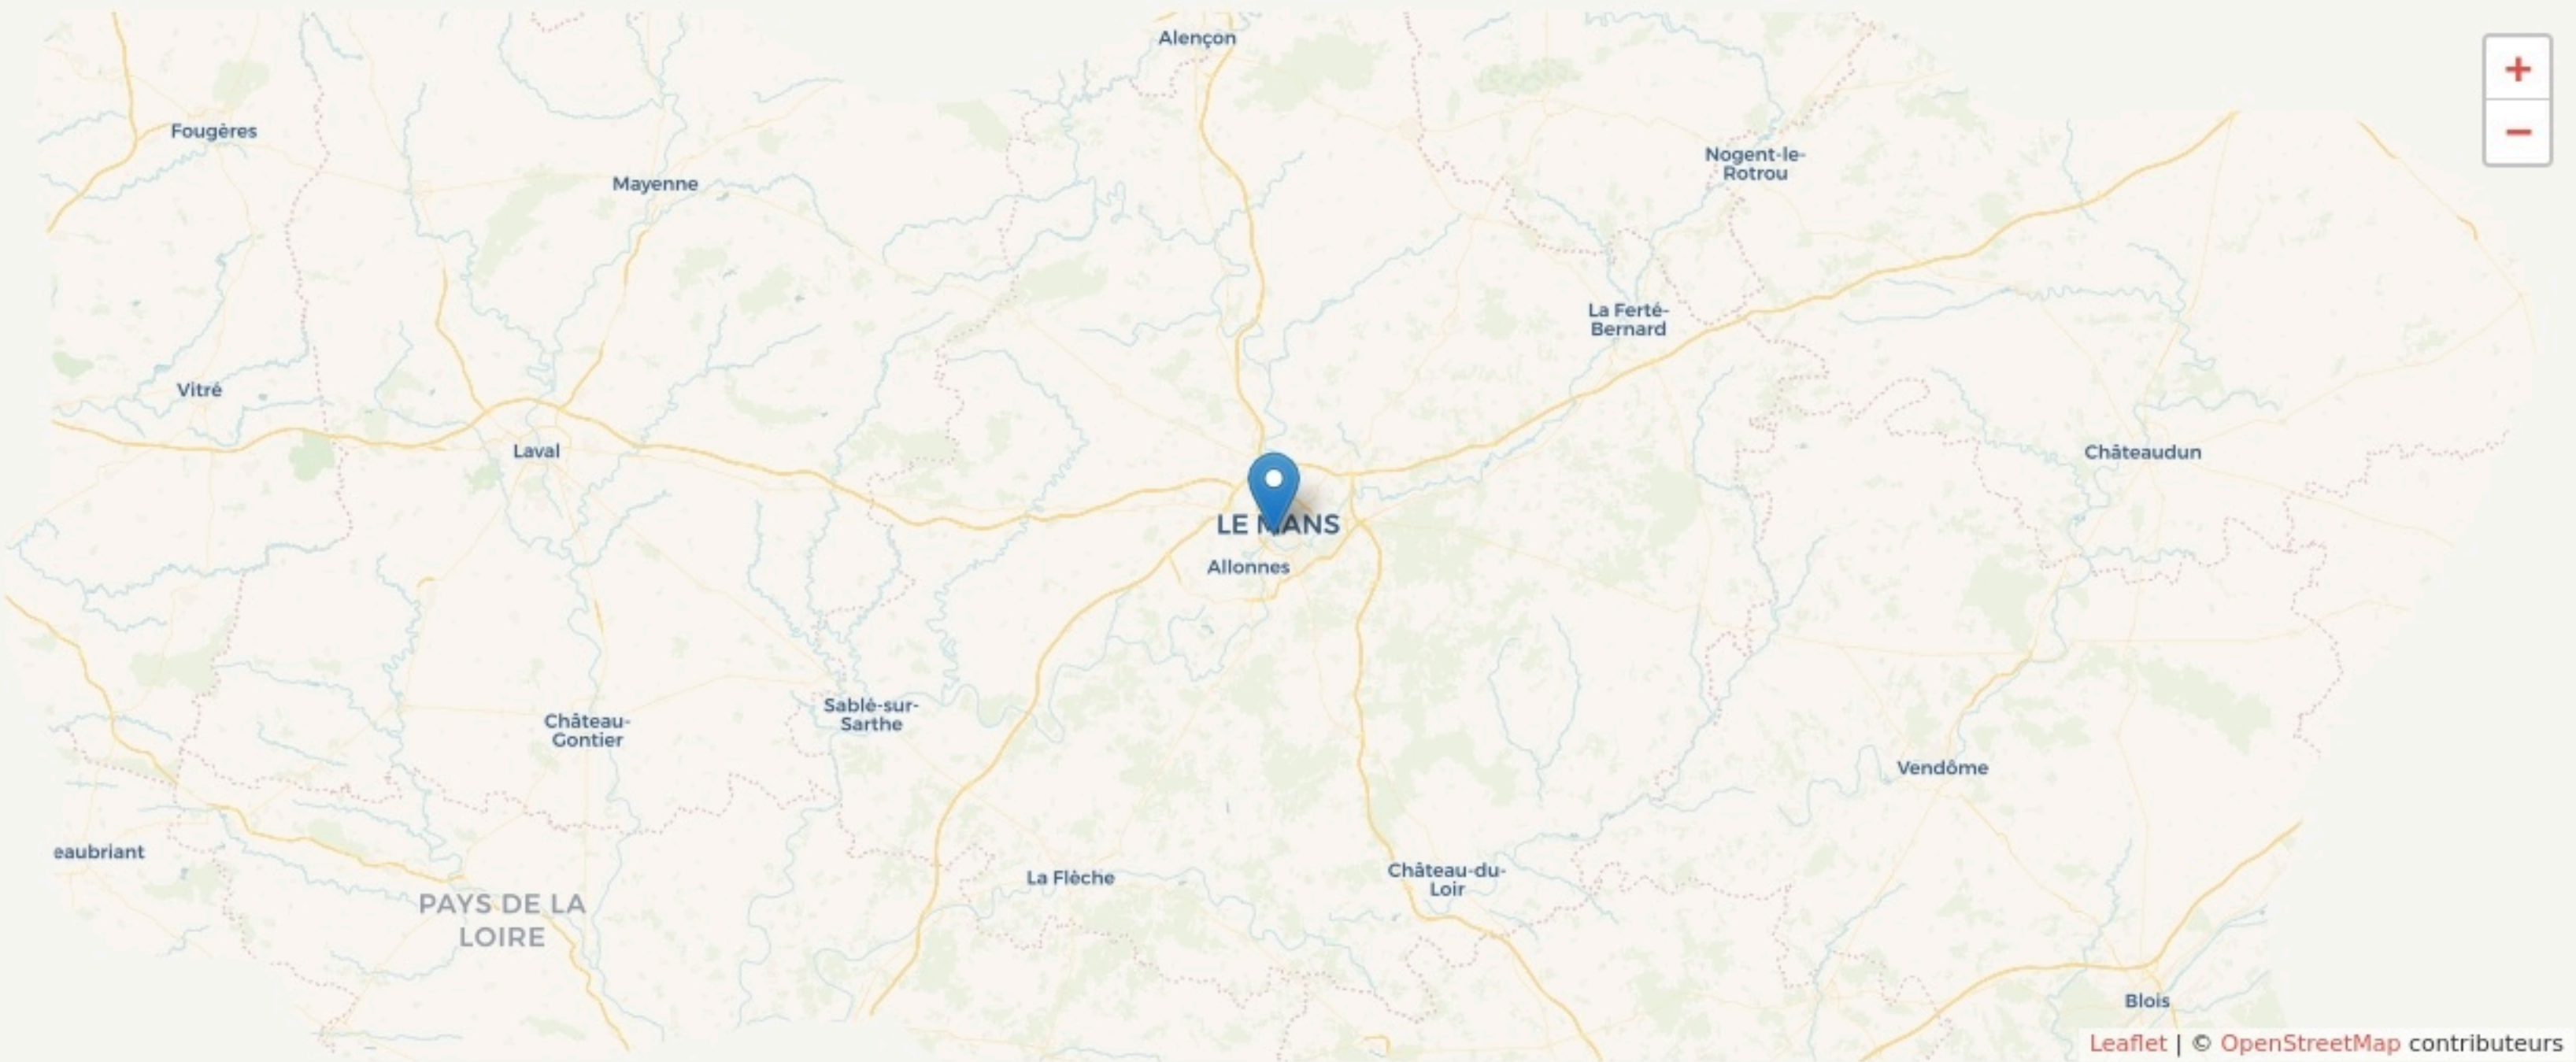 Alençon
+
−
Fougères
Nogent-le-
Rotrou
Mayenne
La Ferté-
Bernard
Vitré
Laval
Châteaudun
LE MANS
Allonnes
Sablé-sur-
Sarthe
Château-
Gontier
Vendôme
eaubriant
La Flèche
Château-du-
Loir
PAYS DE LA
LOIRE
Blois
Leaflet | © OpenStreetMap contributeurs